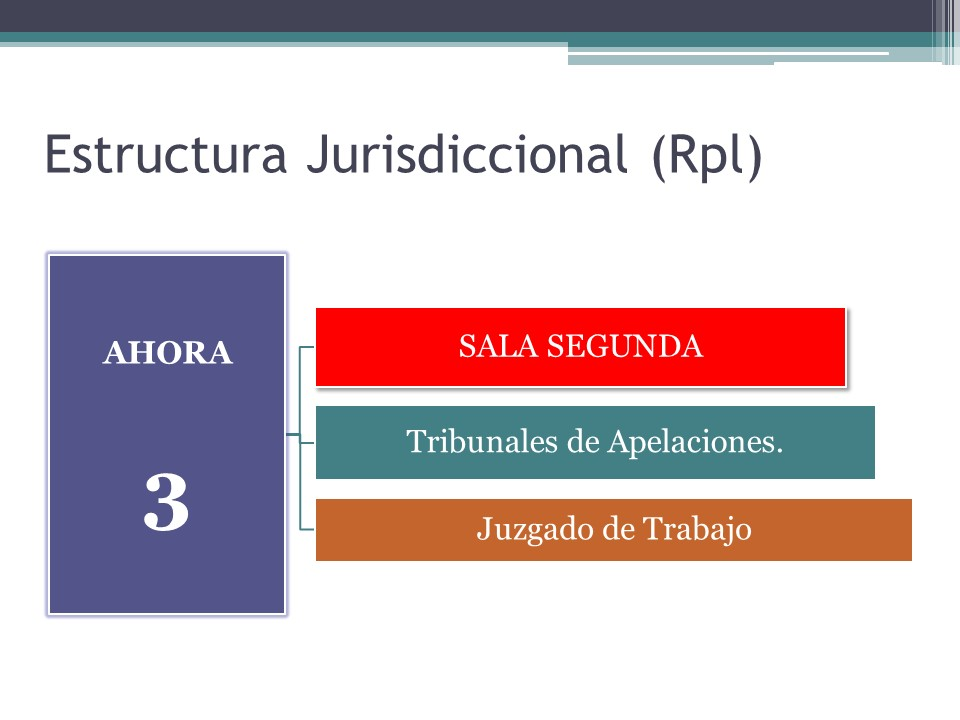 Estructura Jurisdiccional (Rpl)
AHORA
3
SALA SEGUNDA
Tribunales de Apelaciones.
Juzgado de Trabajo